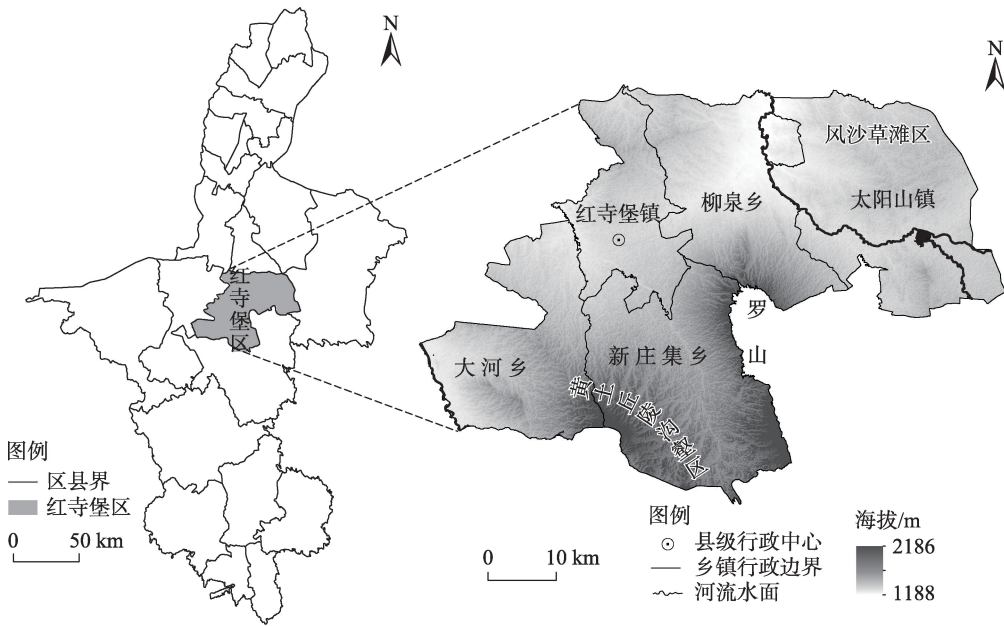 N
红寺堡区
图例
区县界
红寺堡区
0 50 km
N
风沙草滩区
太阳山镇
柳泉乡
红寺堡镇
罗山
新庄集乡
大河乡
黄土丘陵沟壑区
图例
县级行政中心
乡镇行政边界
河流水面
0 10 km
海拔/m
2186
1188